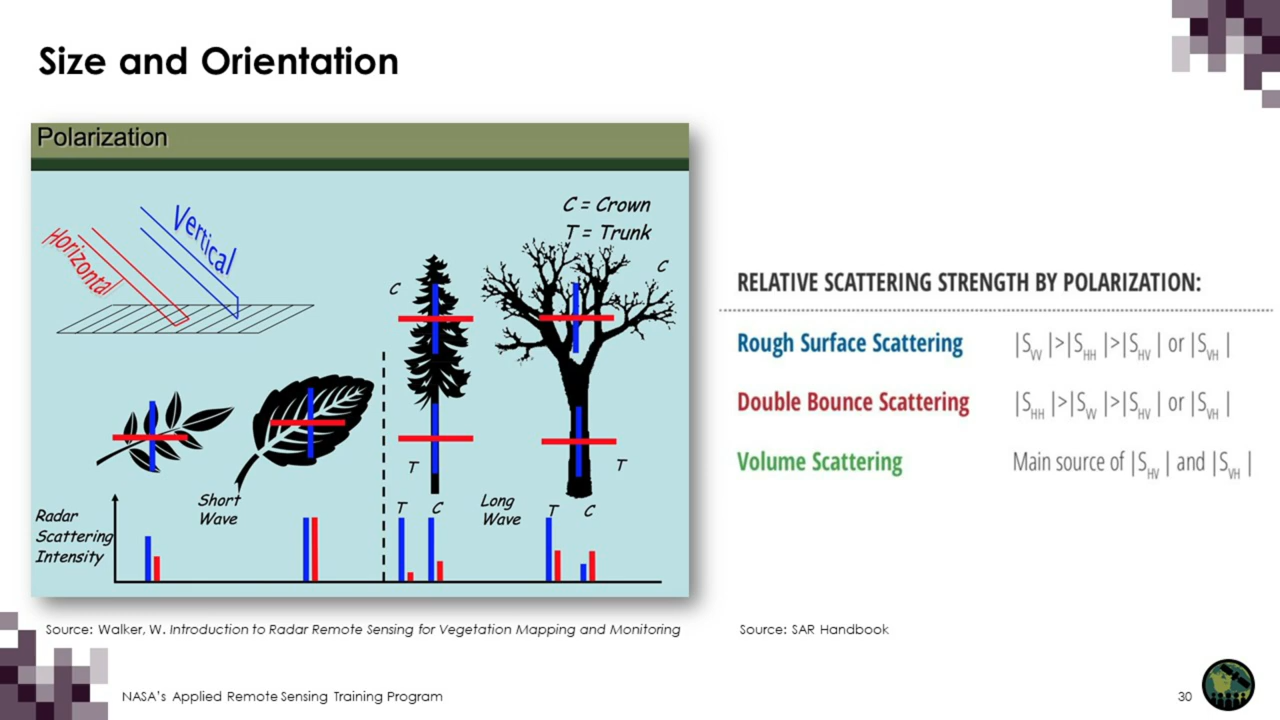 Size and Orientation
Polarization
Horizontal
Vertical
C = Crown
T = Trunk
C
C
T
T
Short
Wave
Long
Wave
T C
T C
Radar
Scattering
Intensity
Source: Walker, W. Introduction to Radar Remote Sensing for Vegetation Mapping and Monitoring
RELATIVE SCATTERING STRENGTH BY POLARIZATION:
Rough Surface Scattering |S_VV |>|S_HH |>|S_HV | or |S_VH |
Double Bounce Scattering |S_HH |>|S_VV |>|S_HV | or |S_VH |
Volume Scattering Main source of |S_HV | and |S_VH |
Source: SAR Handbook
NASA's Applied Remote Sensing Training Program
30